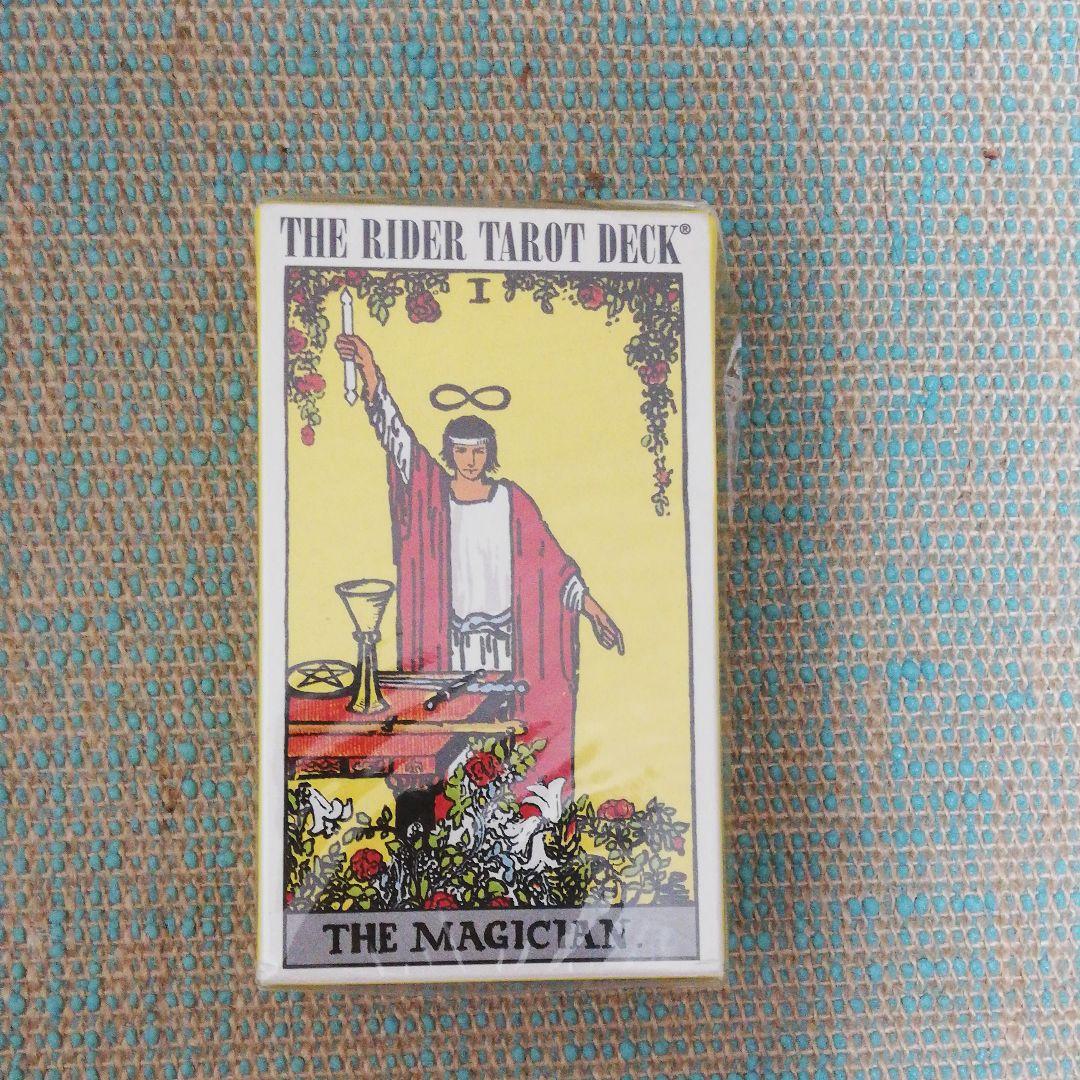 THE RIDER TAROT DECK®
I
THE MAGICIAN.